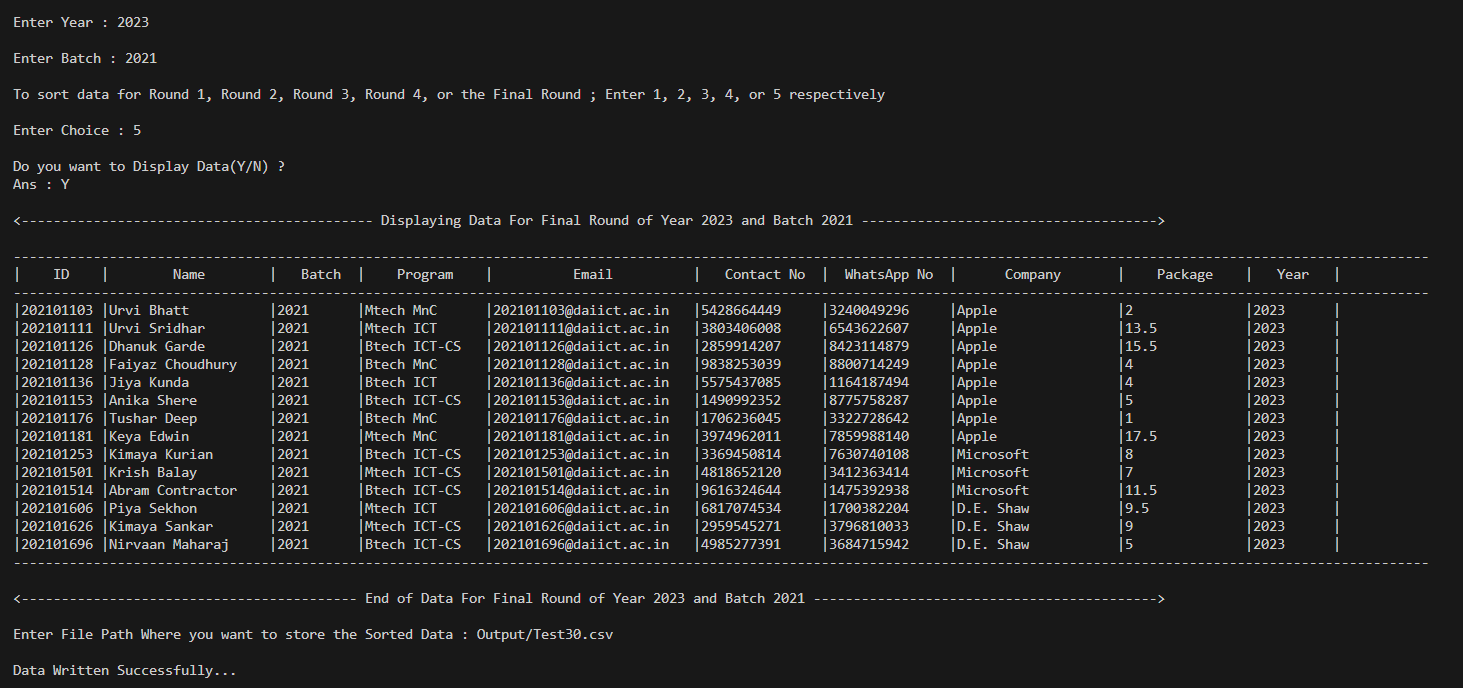 Enter Year : 2023
Enter Batch : 2021
To sort data for Round 1, Round 2, Round 3, Round 4, or the Final Round ; Enter 1, 2, 3, 4, or 5 respectively
Enter Choice : 5
Do you want to Display Data(Y/N) ?
Ans : Y
<-------------------------------------------- Displaying Data For Final Round of Year 2023 and Batch 2021 ------------------------------------->
| ID | Name | Batch | Program | Email | Contact No | WhatsApp No | Company | Package | Year |
|202101103 |Urvi Bhatt |2021 |Mtech MnC |202101103@daiict.ac.in |5428664449 |3240049296 |Apple |2 |2023 |
|202101111 |Urvi Sridhar |2021 |Mtech ICT |202101111@daiict.ac.in |3803406008 |6543622607 |Apple |13.5 |2023 |
|202101126 |Dhanuk Garde |2021 |Btech ICT-CS |202101126@daiict.ac.in |2859914207 |8423114879 |Apple |15.5 |2023 |
|202101128 |Faiyaz Choudhury |2021 |Btech MnC |202101128@daiict.ac.in |9838253039 |8800714249 |Apple |4 |2023 |
|202101136 |Jiya Kunda |2021 |Btech ICT |202101136@daiict.ac.in |5575437085 |1164187494 |Apple |4 |2023 |
|202101153 |Anika Shere |2021 |Btech ICT-CS |202101153@daiict.ac.in |1490992352 |8775758287 |Apple |5 |2023 |
|202101176 |Tushar Deep |2021 |Btech MnC |202101176@daiict.ac.in |1706236045 |3322728642 |Apple |1 |2023 |
|202101181 |Keya Edwin |2021 |Mtech MnC |202101181@daiict.ac.in |3974962011 |7859988140 |Apple |17.5 |2023 |
|202101253 |Kimaya Kurian |2021 |Btech ICT-CS |202101253@daiict.ac.in |3369450814 |7630740108 |Microsoft |8 |2023 |
|202101501 |Krish Balay |2021 |Mtech ICT-CS |202101501@daiict.ac.in |4818652120 |3412363414 |Microsoft |7 |2023 |
|202101514 |Abram Contractor |2021 |Btech ICT-CS |202101514@daiict.ac.in |9616324644 |1475392938 |Microsoft |11.5 |2023 |
|202101606 |Piya Sekhon |2021 |Mtech ICT |202101606@daiict.ac.in |6817074534 |1700382204 |D.E. Shaw |9.5 |2023 |
|202101626 |Kimaya Sankar |2021 |Mtech ICT-CS |202101626@daiict.ac.in |2959545271 |3796810033 |D.E. Shaw |9 |2023 |
|202101696 |Nirvaan Maharaj |2021 |Btech ICT-CS |202101696@daiict.ac.in |4985277391 |3684715942 |D.E. Shaw |5 |2023 |
<------------------------------------------ End of Data For Final Round of Year 2023 and Batch 2021 ------------------------------------------->
Enter File Path Where you want to store the Sorted Data : Output/Test30.csv
Data Written Successfully...